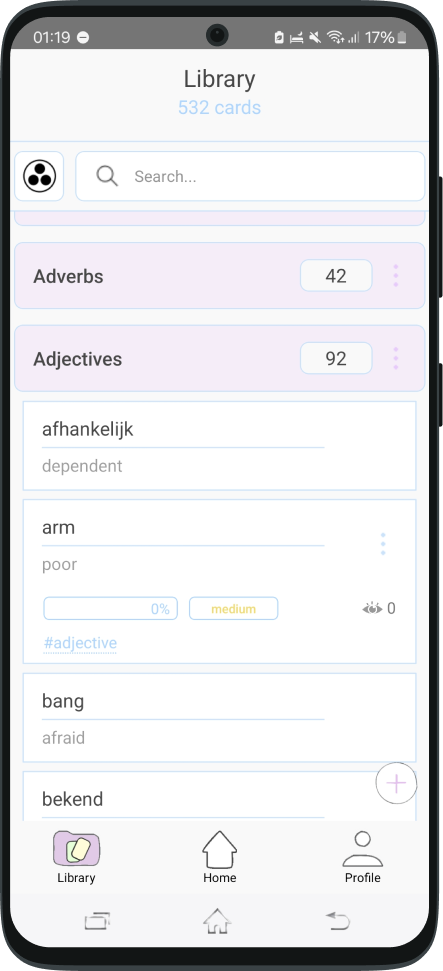 01:19
17%
Library
532 cards
Search...
Adverbs 42
Adjectives 92
afhankelijk
dependent
arm
poor
0% medium 0
#adjective
bang
afraid
bekend
Library Home Profile